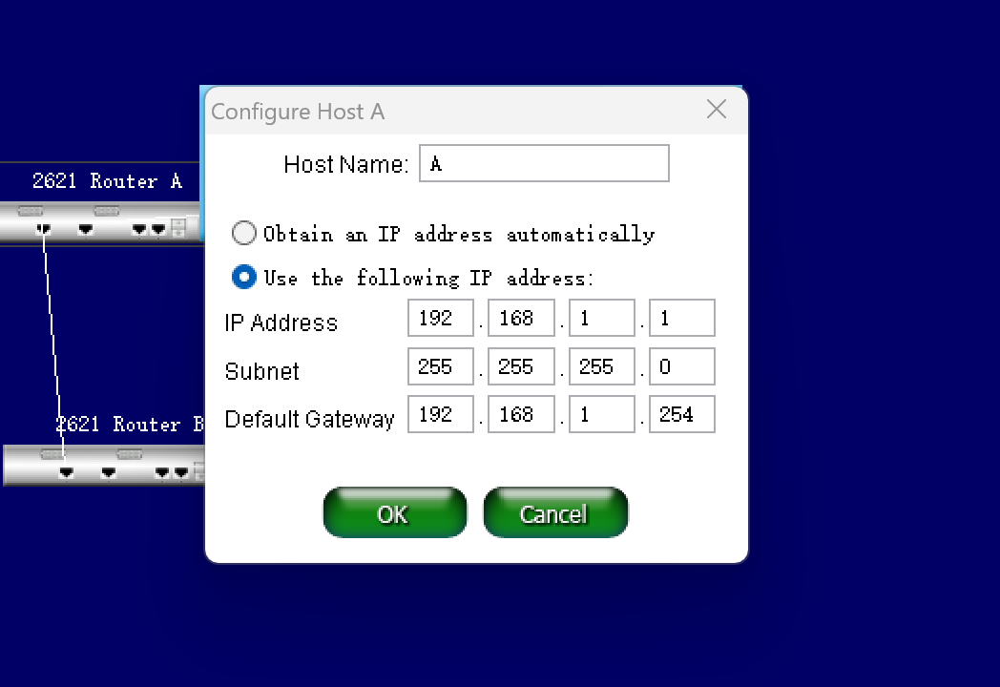 Configure Host A
Host Name: A
2621 Router A
Obtain an IP address automatically
Use the following IP address:
IP Address 192 . 168 . 1 . 1
Subnet 255 . 255 . 255 . 0
Default Gateway 192 . 168 . 1 . 254
2621 Router B
OK Cancel